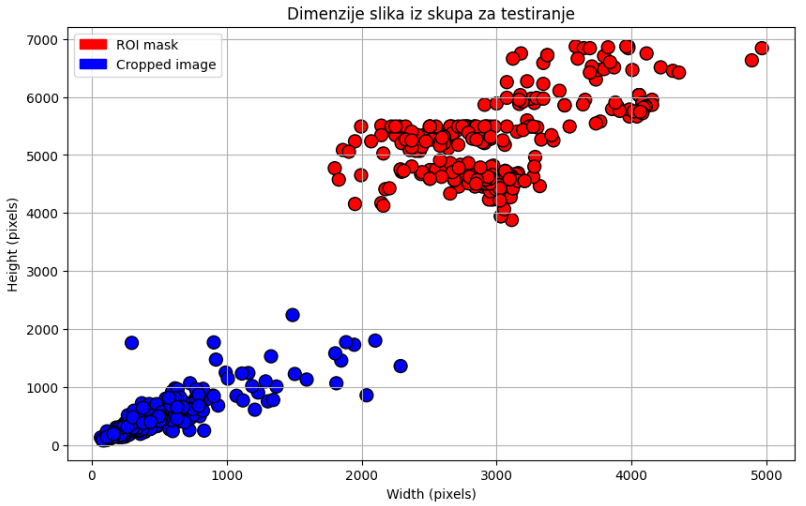 Dimenzije slika iz skupa za testiranje
ROI mask
Cropped image
7000
6000
5000
4000
3000
2000
1000
0
Height (pixels)
0 1000 2000 3000 4000 5000
Width (pixels)